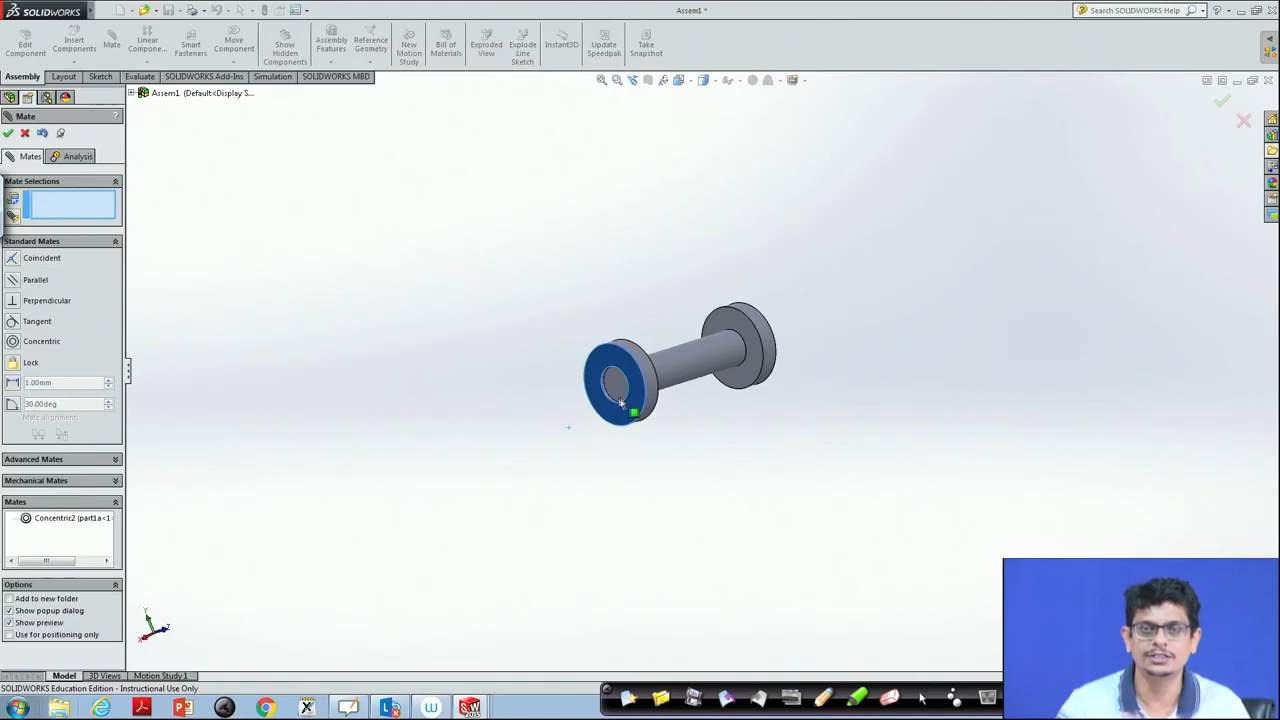 SOLIDWORKS
Assem1 *
Search SOLIDWORKS Help
Edit Component
Insert Components
Mate
Linear Compone...
Smart Fasteners
Move Component
Show Hidden Components
Assembly Features
Reference Geometry
New Motion Study
Bill of Materials
Exploded View
Explode Line Sketch
Instant3D
Update Speedpak
Take Snapshot
Assembly
Layout
Sketch
Evaluate
SOLIDWORKS Add-Ins
Simulation
SOLIDWORKS MBD
Assem1 (Default<Display S...
Mate
Mates
Analysis
Mate Selections
Standard Mates
Coincident
Parallel
Perpendicular
Tangent
Concentric
Lock
1.00mm
30.00deg
Mate alignment:
Advanced Mates
Mechanical Mates
Mates
Concentric2 (part1a<1>
Options
Add to new folder
Show popup dialog
Show preview
Use for positioning only
Y
X
Z
Model
3D Views
Motion Study 1
SOLIDWORKS Education Edition - Instructional Use Only